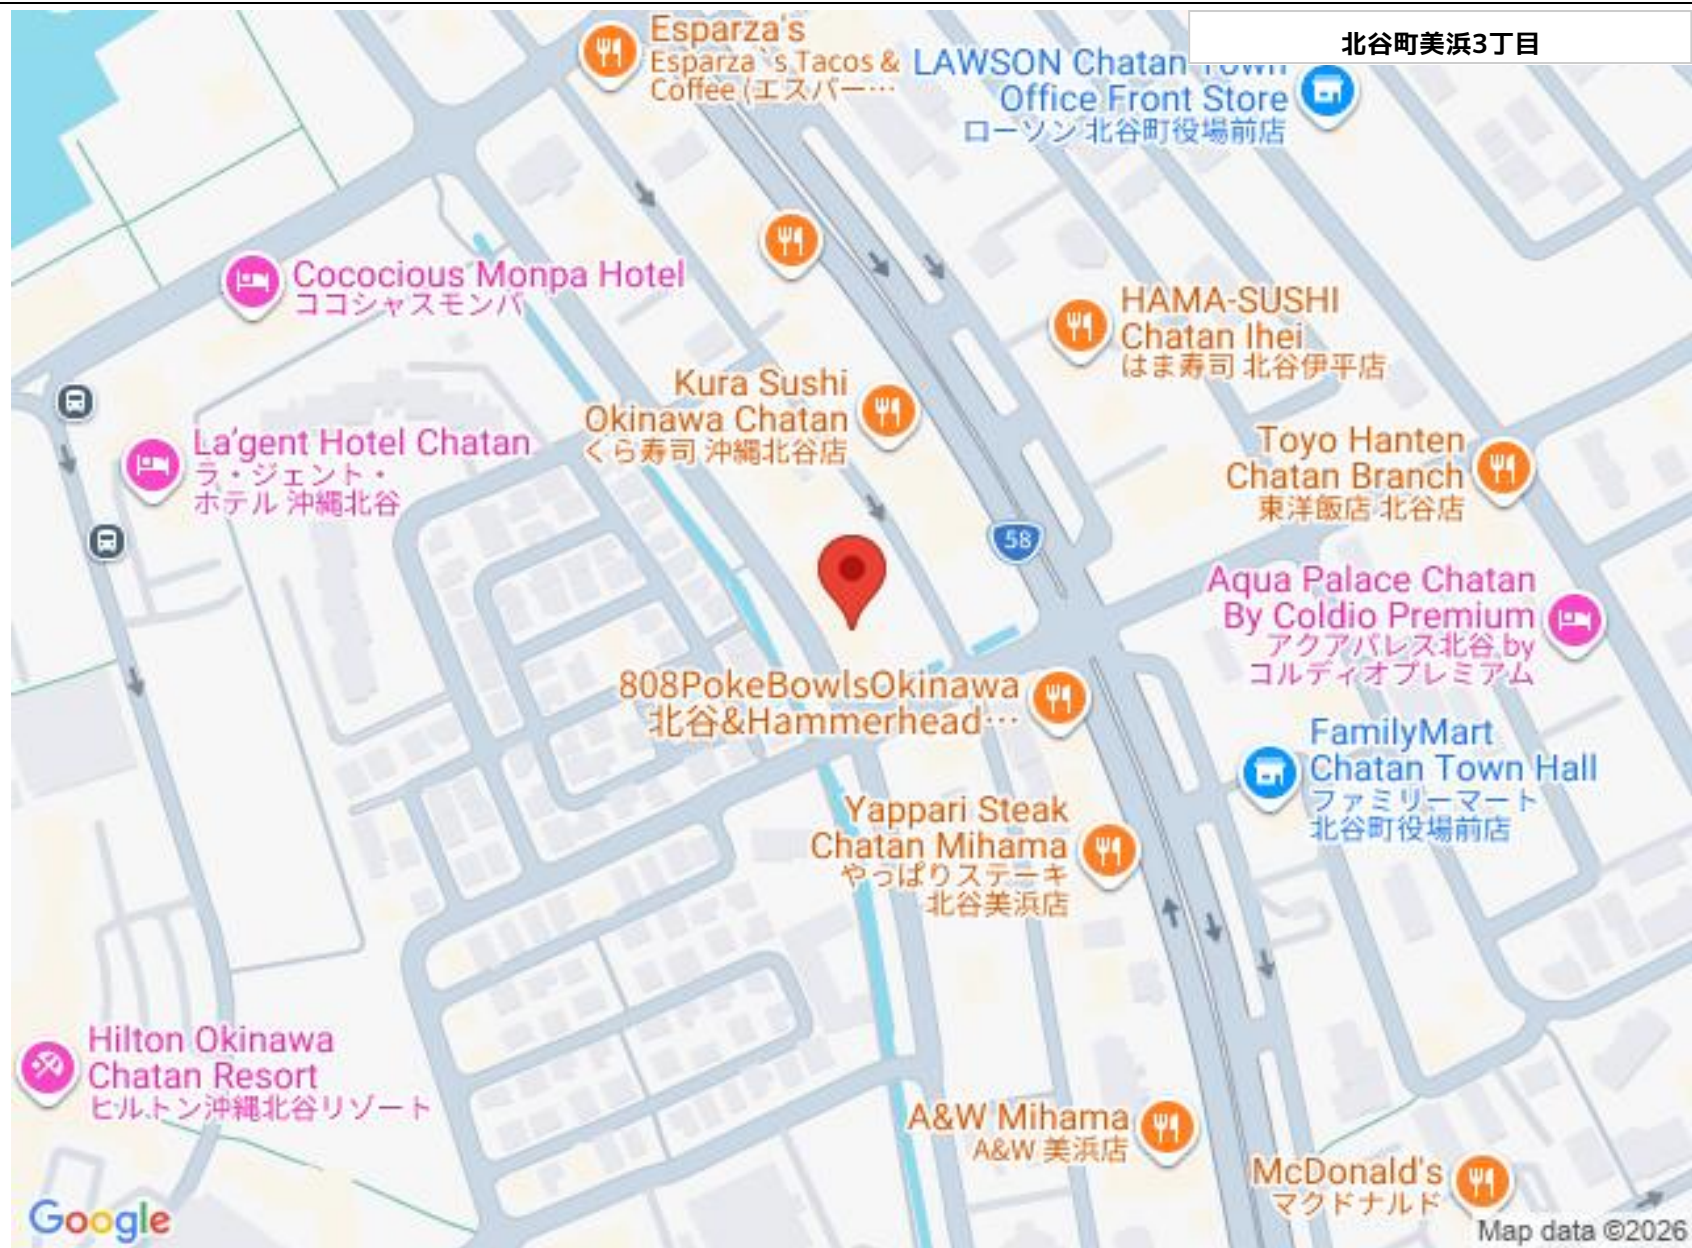 北谷町美浜3丁目
Esparza's
Esparza`s Tacos &
Coffee (エスパー…
LAWSON Chatan Town
Office Front Store
ローソン 北谷町役場前店
Cococious Monpa Hotel
ココシャスモンパ
HAMA-SUSHI
Chatan Ihei
はま寿司 北谷伊平店
Kura Sushi
Okinawa Chatan
くら寿司 沖縄北谷店
La'gent Hotel Chatan
ラ・ジェント・
ホテル 沖縄北谷
Toyo Hanten
Chatan Branch
東洋飯店 北谷店
58
Aqua Palace Chatan
By Coldio Premium
アクアパレス北谷 by
コルディオプレミアム
808PokeBowlsOkinawa
北谷&Hammerhead…
FamilyMart
Chatan Town Hall
ファミリーマート
北谷町役場前店
Yappari Steak
Chatan Mihama
やっぱりステーキ
北谷美浜店
Hilton Okinawa
Chatan Resort
ヒルトン沖縄北谷リゾート
A&W Mihama
A&W 美浜店
McDonald's
マクドナルド
Google
Map data ©2026